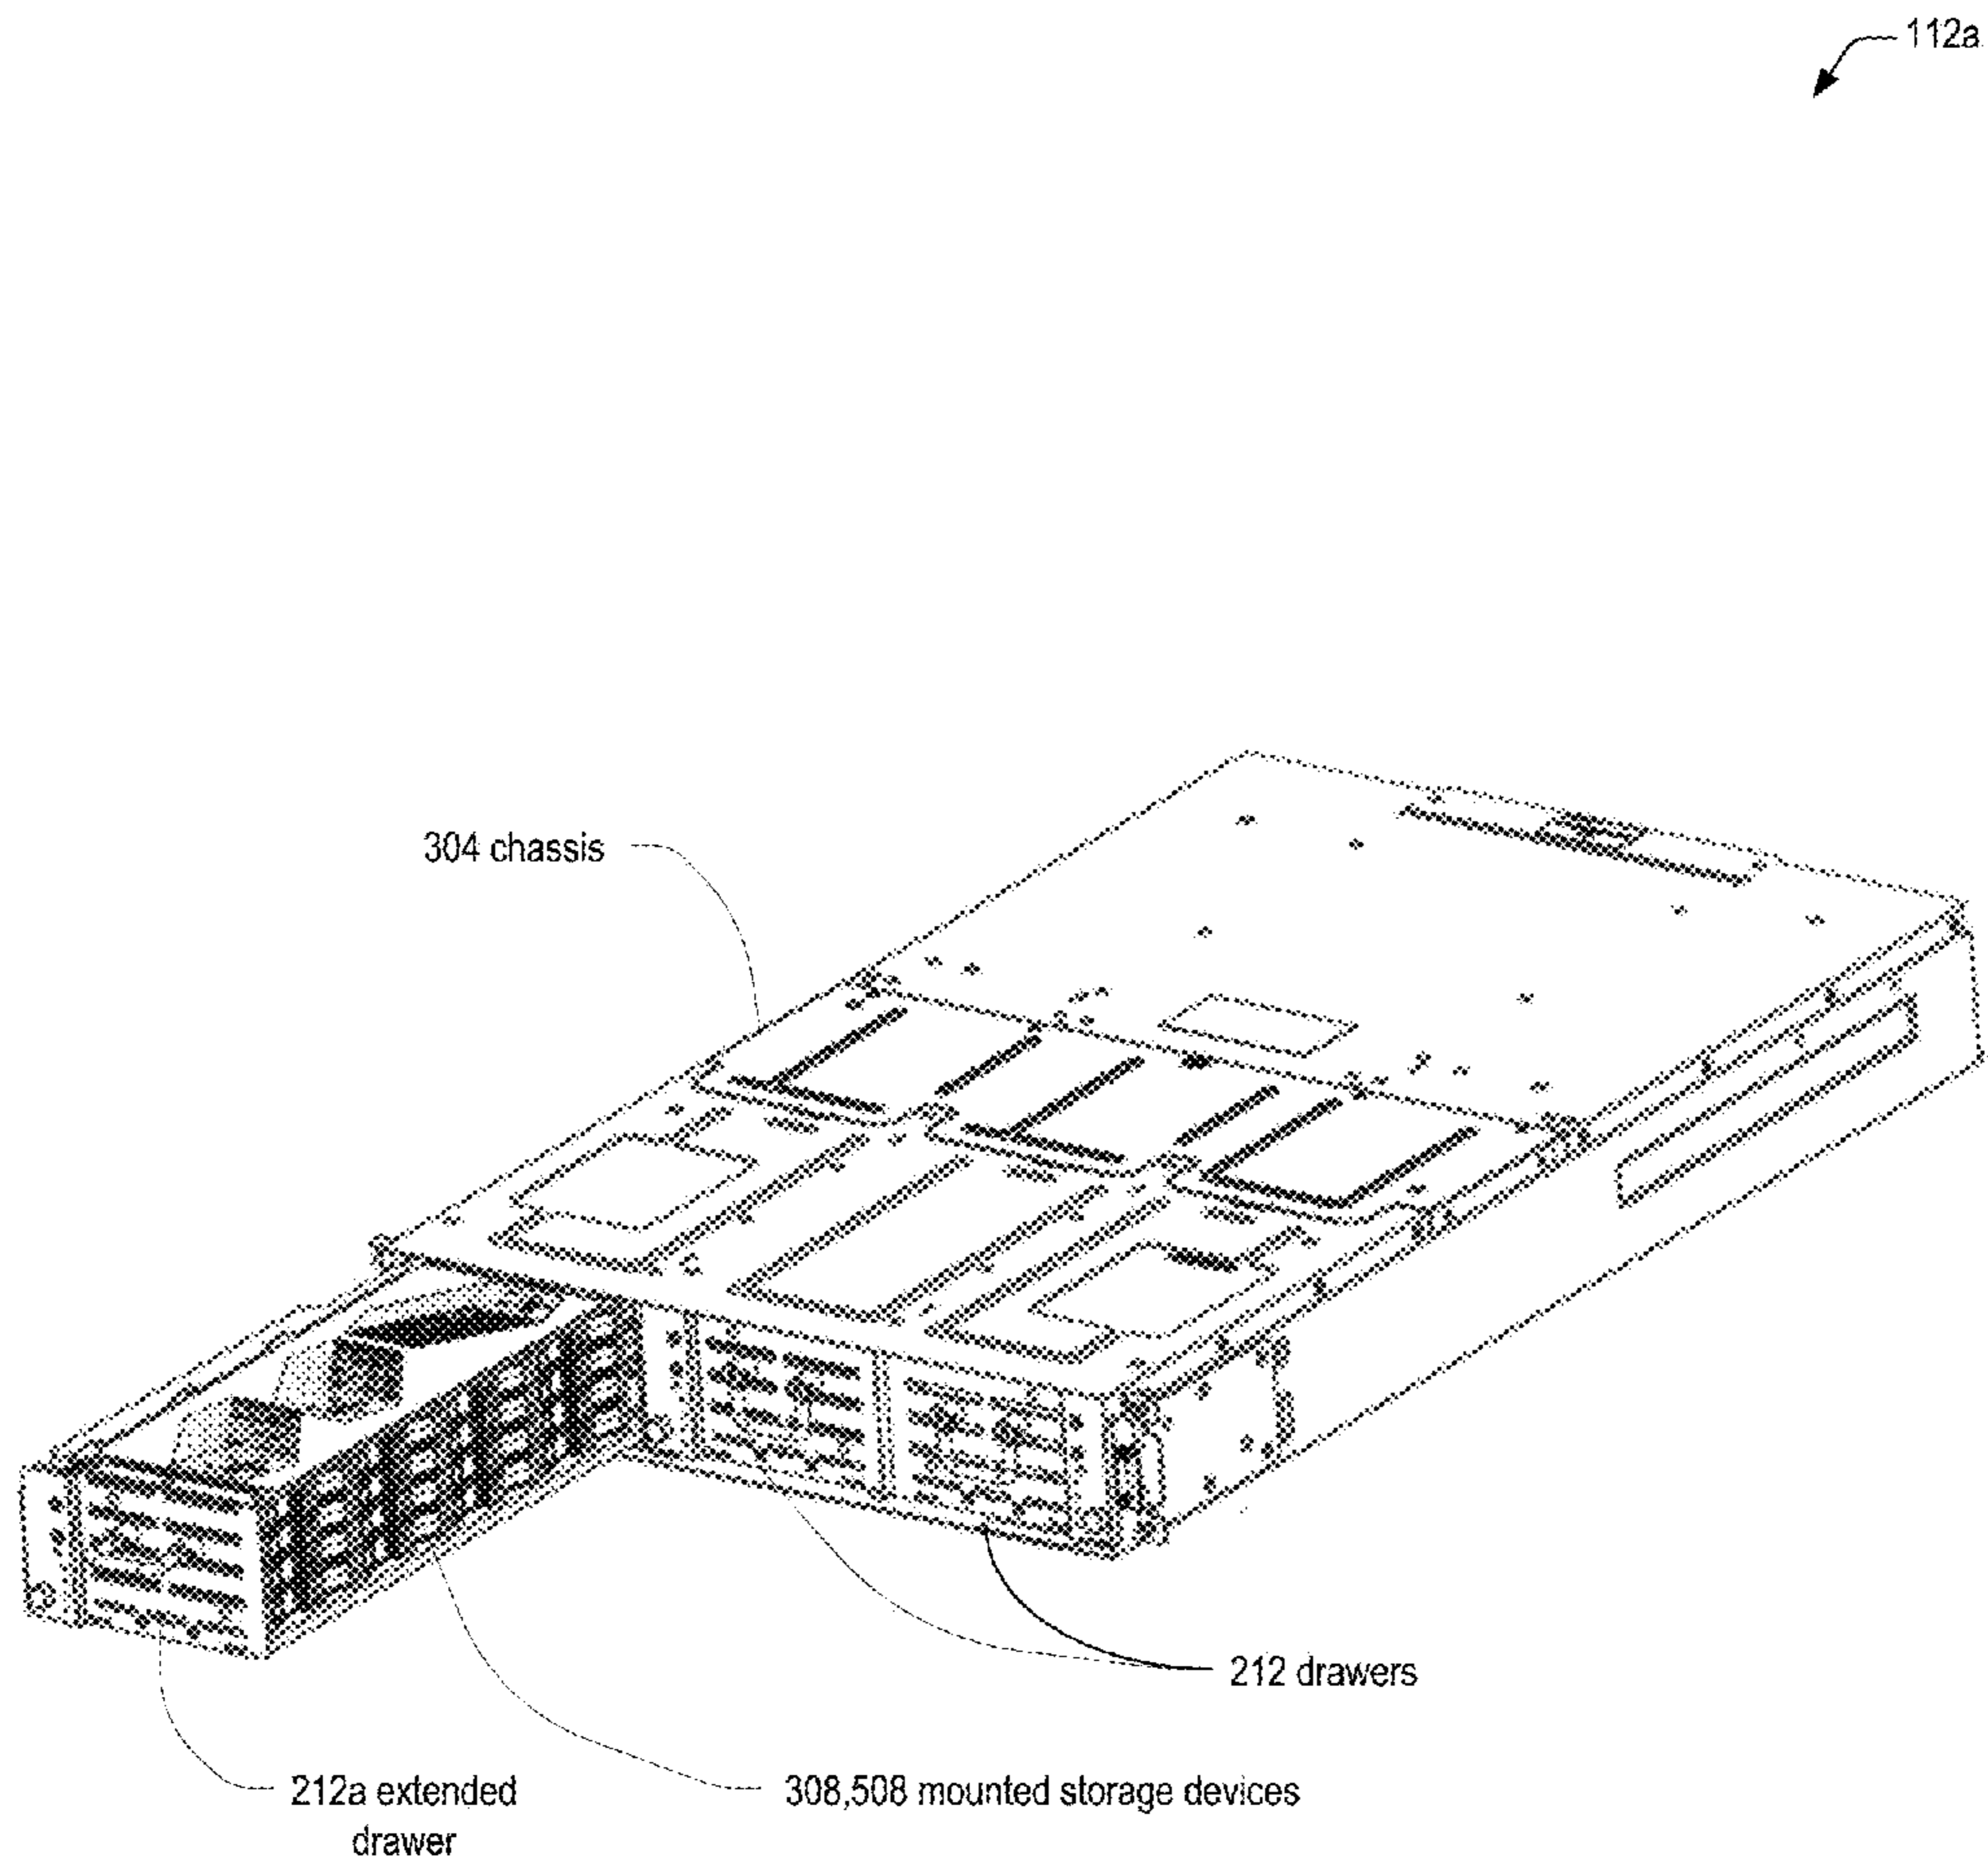 112a
304 chassis
212 drawers
212a extended
drawer
308,508 mounted storage devices